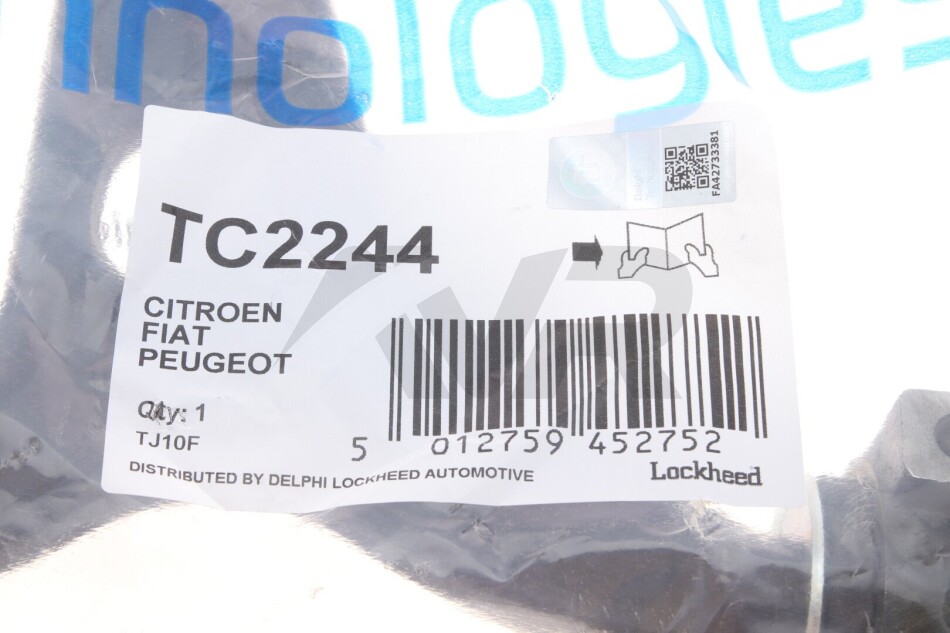 nologies
FA42733381
TC2244
CITROEN
FIAT
PEUGEOT
Qty: 1
TJ10F
5 012759 452752
DISTRIBUTED BY DELPHI LOCKHEED AUTOMOTIVE
Lockheed